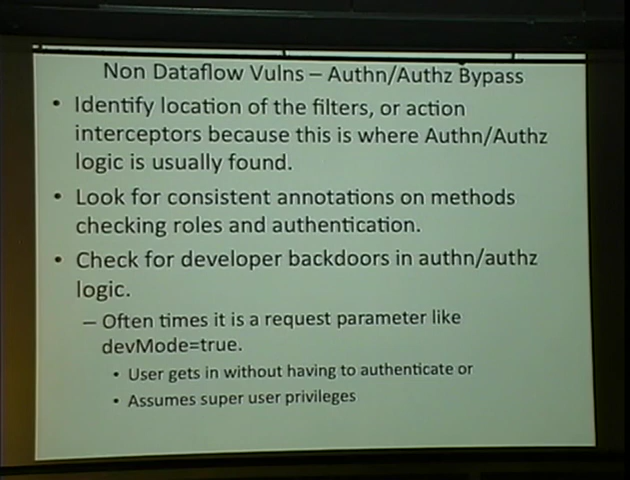 Non Dataflow Vulns – Authn/Authz Bypass
• Identify location of the filters, or action
interceptors because this is where Authn/Authz
logic is usually found.
• Look for consistent annotations on methods
checking roles and authentication.
• Check for developer backdoors in authn/authz
logic.
– Often times it is a request parameter like
devMode=true.
• User gets in without having to authenticate or
• Assumes super user privileges